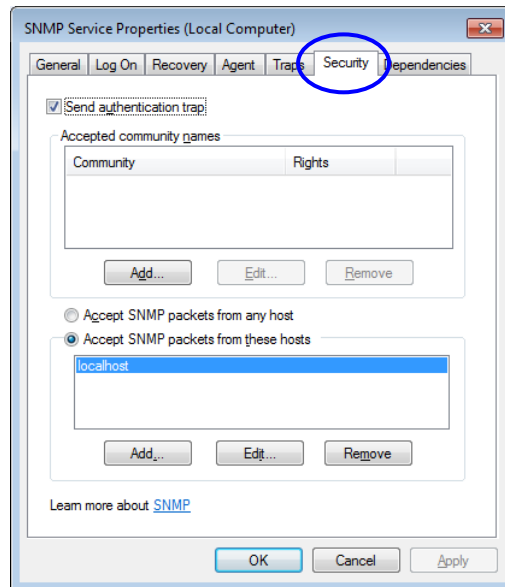 SNMP Service Properties (Local Computer)
General Log On Recovery Agent Traps Security Dependencies
Send authentication trap
Accepted community names
Community Rights
Add... Edit... Remove
Accept SNMP packets from any host
Accept SNMP packets from these hosts
localhost
Add... Edit... Remove
Learn more about SNMP
OK Cancel Apply